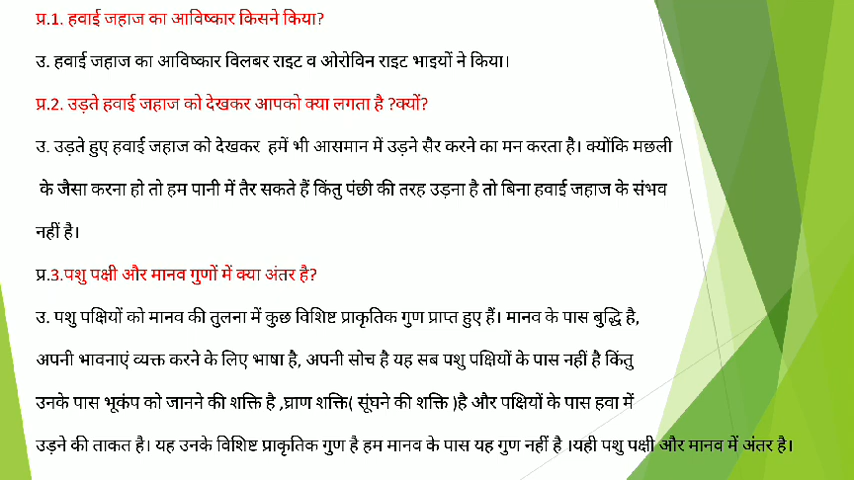 प्र.1. हवाई जहाज का आविष्कार किसने किया?
उ. हवाई जहाज का आविष्कार विलबर राइट व ओरोविन राइट भाइयों ने किया।
प्र.2. उड़ते हवाई जहाज को देखकर आपको क्या लगता है ?क्यों?
उ. उड़ते हुए हवाई जहाज को देखकर हमें भी आसमान में उड़ने सैर करने का मन करता है। क्योंकि मछली
के जैसा करना हो तो हम पानी में तैर सकते हैं किंतु पंछी की तरह उड़ना है तो बिना हवाई जहाज के संभव
नहीं है।
प्र.3.पशु पक्षी और मानव गुणों में क्या अंतर है?
उ. पशु पक्षियों को मानव की तुलना में कुछ विशिष्ट प्राकृतिक गुण प्राप्त हुए हैं। मानव के पास बुद्धि है,
अपनी भावनाएं व्यक्त करने के लिए भाषा है, अपनी सोच है यह सब पशु पक्षियों के पास नहीं है किंतु
उनके पास भूकंप को जानने की शक्ति है ,घ्राण शक्ति( सूंघने की शक्ति )है और पक्षियों के पास हवा में
उड़ने की ताकत है। यह उनके विशिष्ट प्राकृतिक गुण है हम मानव के पास यह गुण नहीं है ।यही पशु पक्षी और मानव में अंतर है।